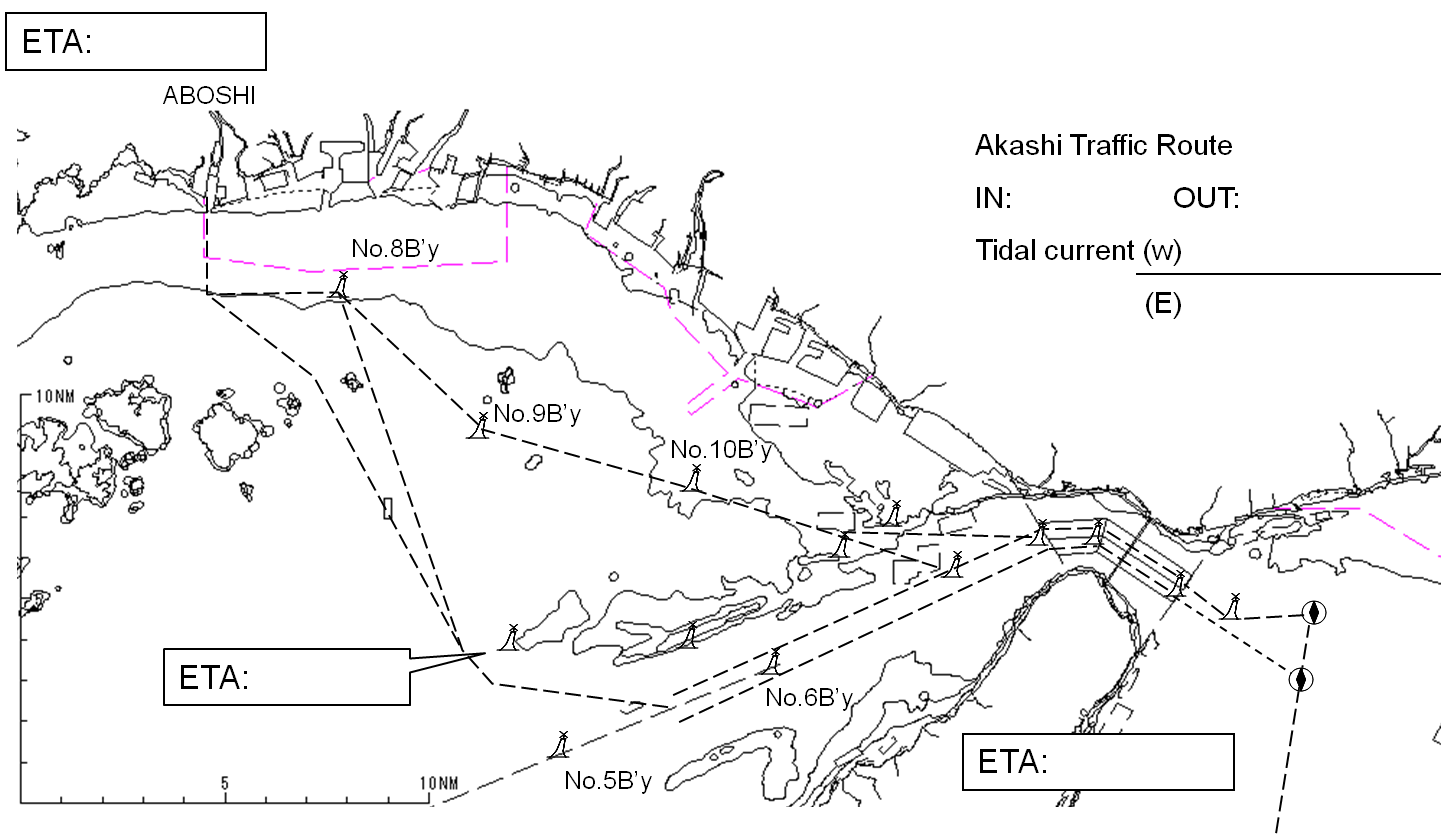 ETA:
ABOSHI
Akashi Traffic Route
IN: OUT:
Tidal current (w)
(E)
No.8B'y
10NM
No.9B'y
No.10B'y
ETA:
No.6B'y
ETA:
No.5B'y
5
10NM